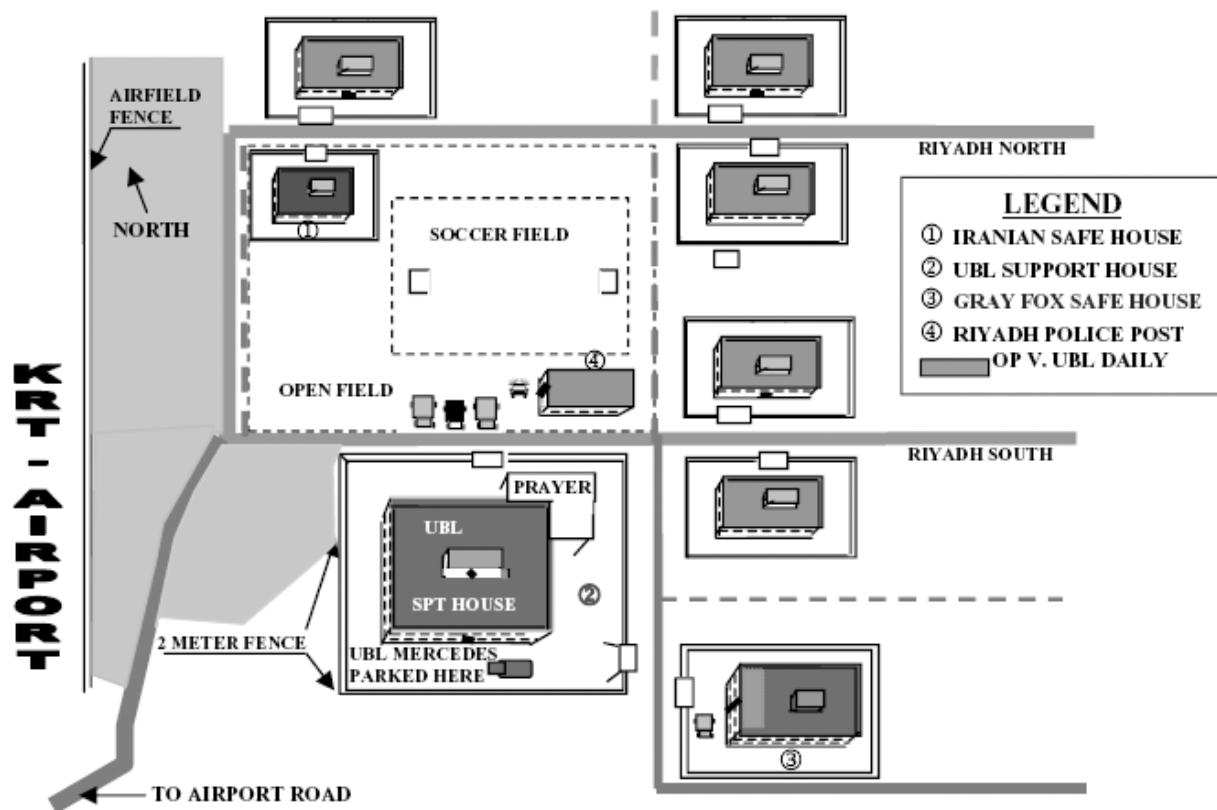 AIRFIELD
FENCE
NORTH
RIYADH NORTH
SOCCER FIELD
①
LEGEND
① IRANIAN SAFE HOUSE
② UBL SUPPORT HOUSE
③ GRAY FOX SAFE HOUSE
④ RIYADH POLICE POST
OP V. UBL DAILY
④
OPEN FIELD
KRT - AIRPORT
RIYADH SOUTH
PRAYER
UBL
SPT HOUSE
②
2 METER FENCE
UBL MERCEDES
PARKED HERE
③
TO AIRPORT ROAD